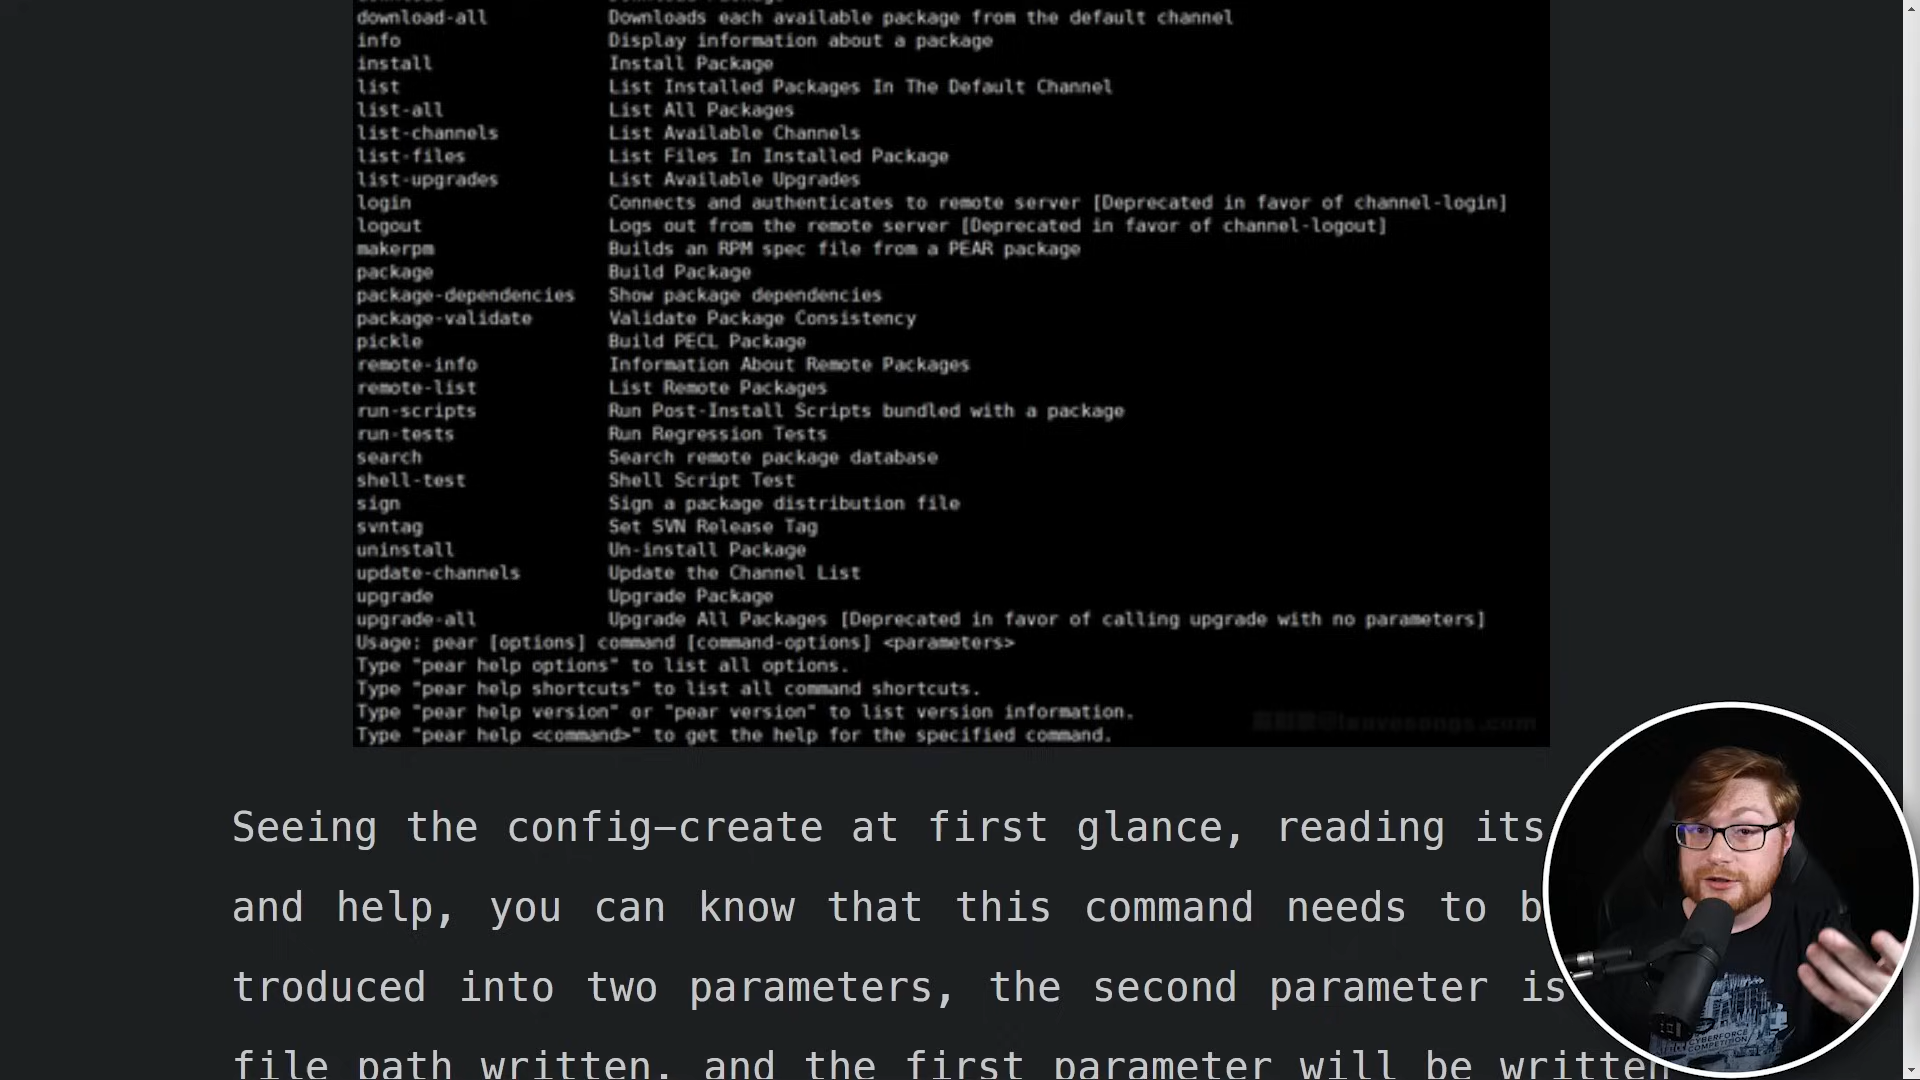 download-all Downloads each available package from the default channel
info Display information about a package
install Install Package
list List Installed Packages In The Default Channel
list-all List All Packages
list-channels List Available Channels
list-files List Files In Installed Package
list-upgrades List Available Upgrades
login Connects and authenticates to remote server [Deprecated in favor of channel-login]
logout Logs out from the remote server [Deprecated in favor of channel-logout]
makerpm Builds an RPM spec file from a PEAR package
package Build Package
package-dependencies Show package dependencies
package-validate Validate Package Consistency
pickle Build PECL Package
remote-info Information About Remote Packages
remote-list List Remote Packages
run-scripts Run Post-Install Scripts bundled with a package
run-tests Run Regression Tests
search Search remote package database
shell-test Shell Script Test
sign Sign a package distribution file
svntag Set SVN Release Tag
uninstall Un-install Package
update-channels Update the Channel List
upgrade Upgrade Package
upgrade-all Upgrade All Packages [Deprecated in favor of calling upgrade with no parameters]
Usage: pear [options] command [command-options] <parameters>
Type "pear help options" to list all options.
Type "pear help shortcuts" to list all command shortcuts.
Type "pear help version" or "pear version" to list version information.
Type "pear help <command>" to get the help for the specified command.
Seeing the config-create at first glance, reading its
and help, you can know that this command needs to b
troduced into two parameters, the second parameter is
file path written, and the first parameter will be written
CYBERFORCE
COMPETITION